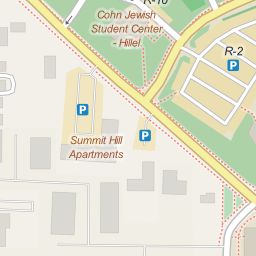 R-10
Cohn Jewish
Student Center
- Hillel
R-2
P
P
P
Summit Hill
Apartments